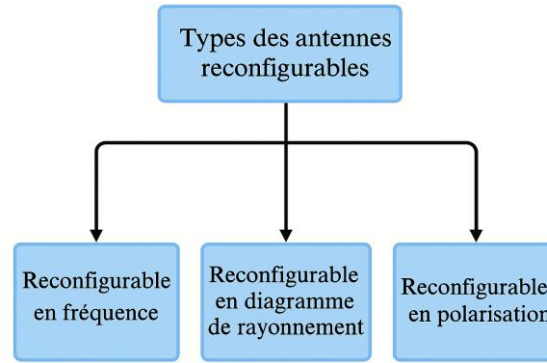 Types des antennes
reconfigurables
Reconfigurable
en fréquence
Reconfigurable
en diagramme
de rayonnement
Reconfigurable
en polarisation